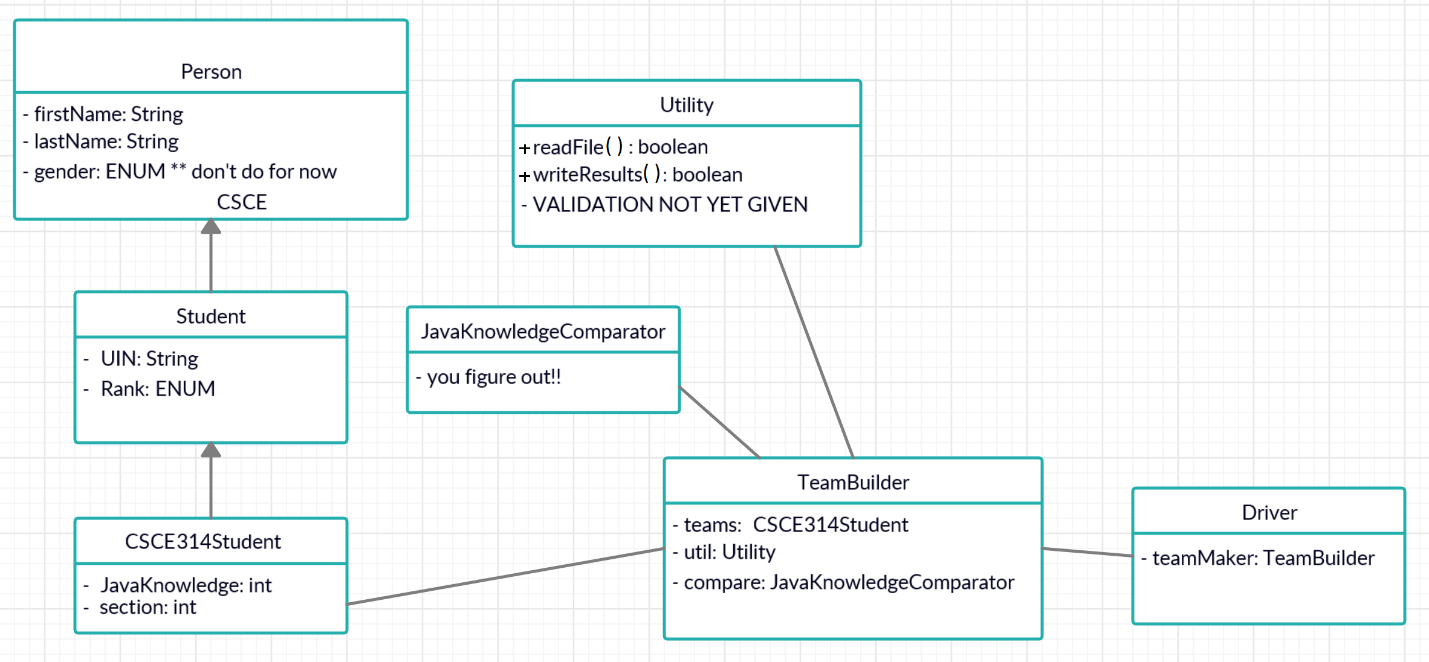 Person
- firstName: String
- lastName: String
- gender: ENUM ** don't do for now
CSCE
Utility
+readFile( ) : boolean
+writeResults( ): boolean
- VALIDATION NOT YET GIVEN
Student
- UIN: String
- Rank: ENUM
JavaKnowledgeComparator
- you figure out!!
CSCE314Student
- JavaKnowledge: int
- section: int
TeamBuilder
- teams: CSCE314Student
- util: Utility
- compare: JavaKnowledgeComparator
Driver
- teamMaker: TeamBuilder